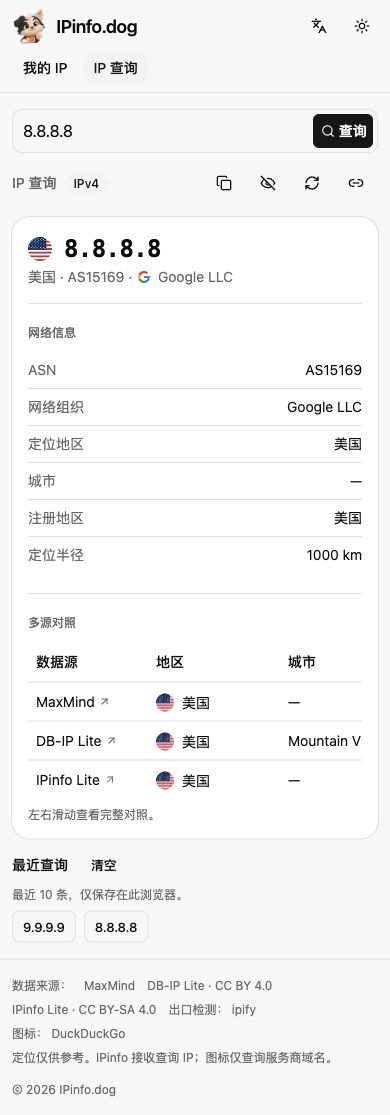 IPinfo.dog
我的 IP IP 查询
8.8.8.8 查询
IP 查询 IPv4
8.8.8.8
美国 · AS15169 · Google LLC
网络信息
ASN AS15169
网络组织 Google LLC
定位地区 美国
城市 —
注册地区 美国
定位半径 1000 km
多源对照
数据源 地区 城市
MaxMind ↗ 美国 —
DB-IP Lite ↗ 美国 Mountain V
IPinfo Lite ↗ 美国 —
左右滑动查看完整对照。
最近查询 清空
最近 10 条，仅保存在此浏览器。
9.9.9.9 8.8.8.8
数据来源： MaxMind DB-IP Lite · CC BY 4.0
IPinfo Lite · CC BY-SA 4.0 出口检测： ipify
图标： DuckDuckGo
定位仅供参考。IPinfo 接收查询 IP；图标仅查询服务商域名。
© 2026 IPinfo.dog